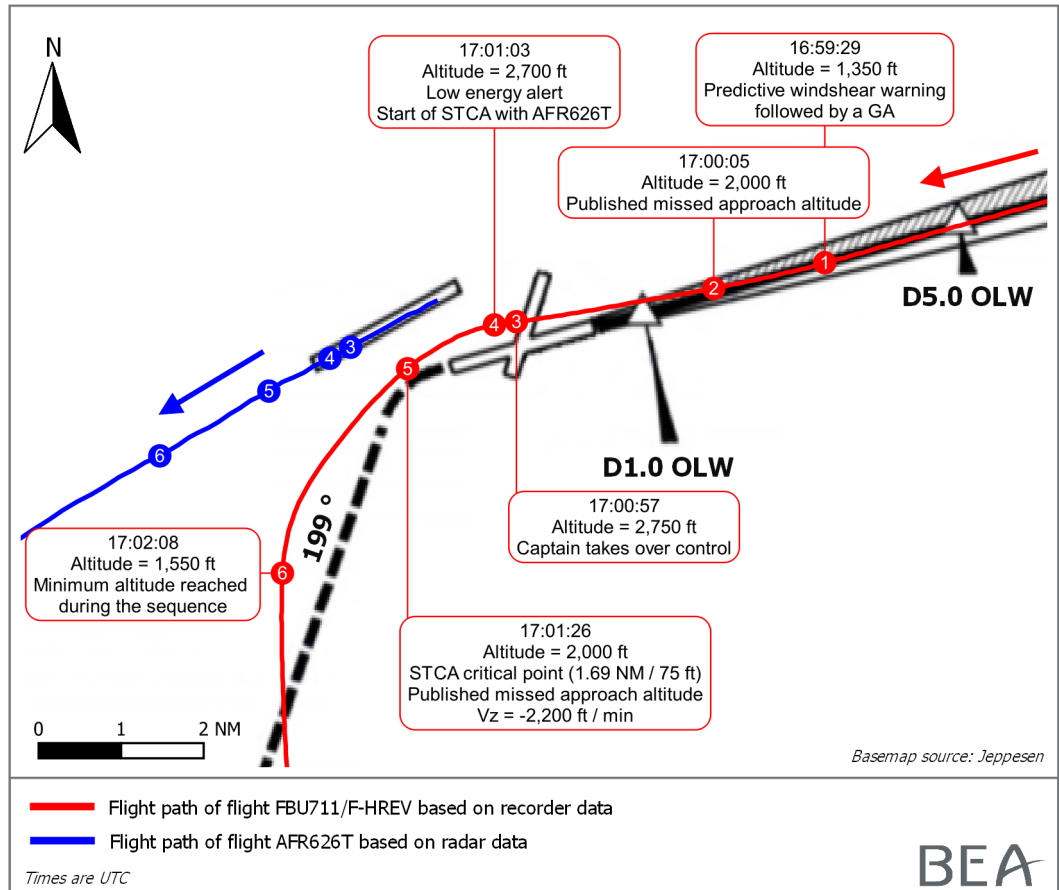 N
17:01:03
Altitude = 2,700 ft
Low energy alert
Start of STCA with AFR626T
16:59:29
Altitude = 1,350 ft
Predictive windshear warning
followed by a GA
17:00:05
Altitude = 2,000 ft
Published missed approach altitude
1
2
D5.0 OLW
3
4
3
4
5
5
6
D1.0 OLW
199 °
17:00:57
Altitude = 2,750 ft
Captain takes over control
17:02:08
Altitude = 1,550 ft
Minimum altitude reached
during the sequence
6
17:01:26
Altitude = 2,000 ft
STCA critical point (1.69 NM / 75 ft)
Published missed approach altitude
Vz = -2,200 ft / min
0 1 2 NM
Basemap source: Jeppesen
Flight path of flight FBU711/F-HREV based on recorder data
Flight path of flight AFR626T based on radar data
Times are UTC
BEA